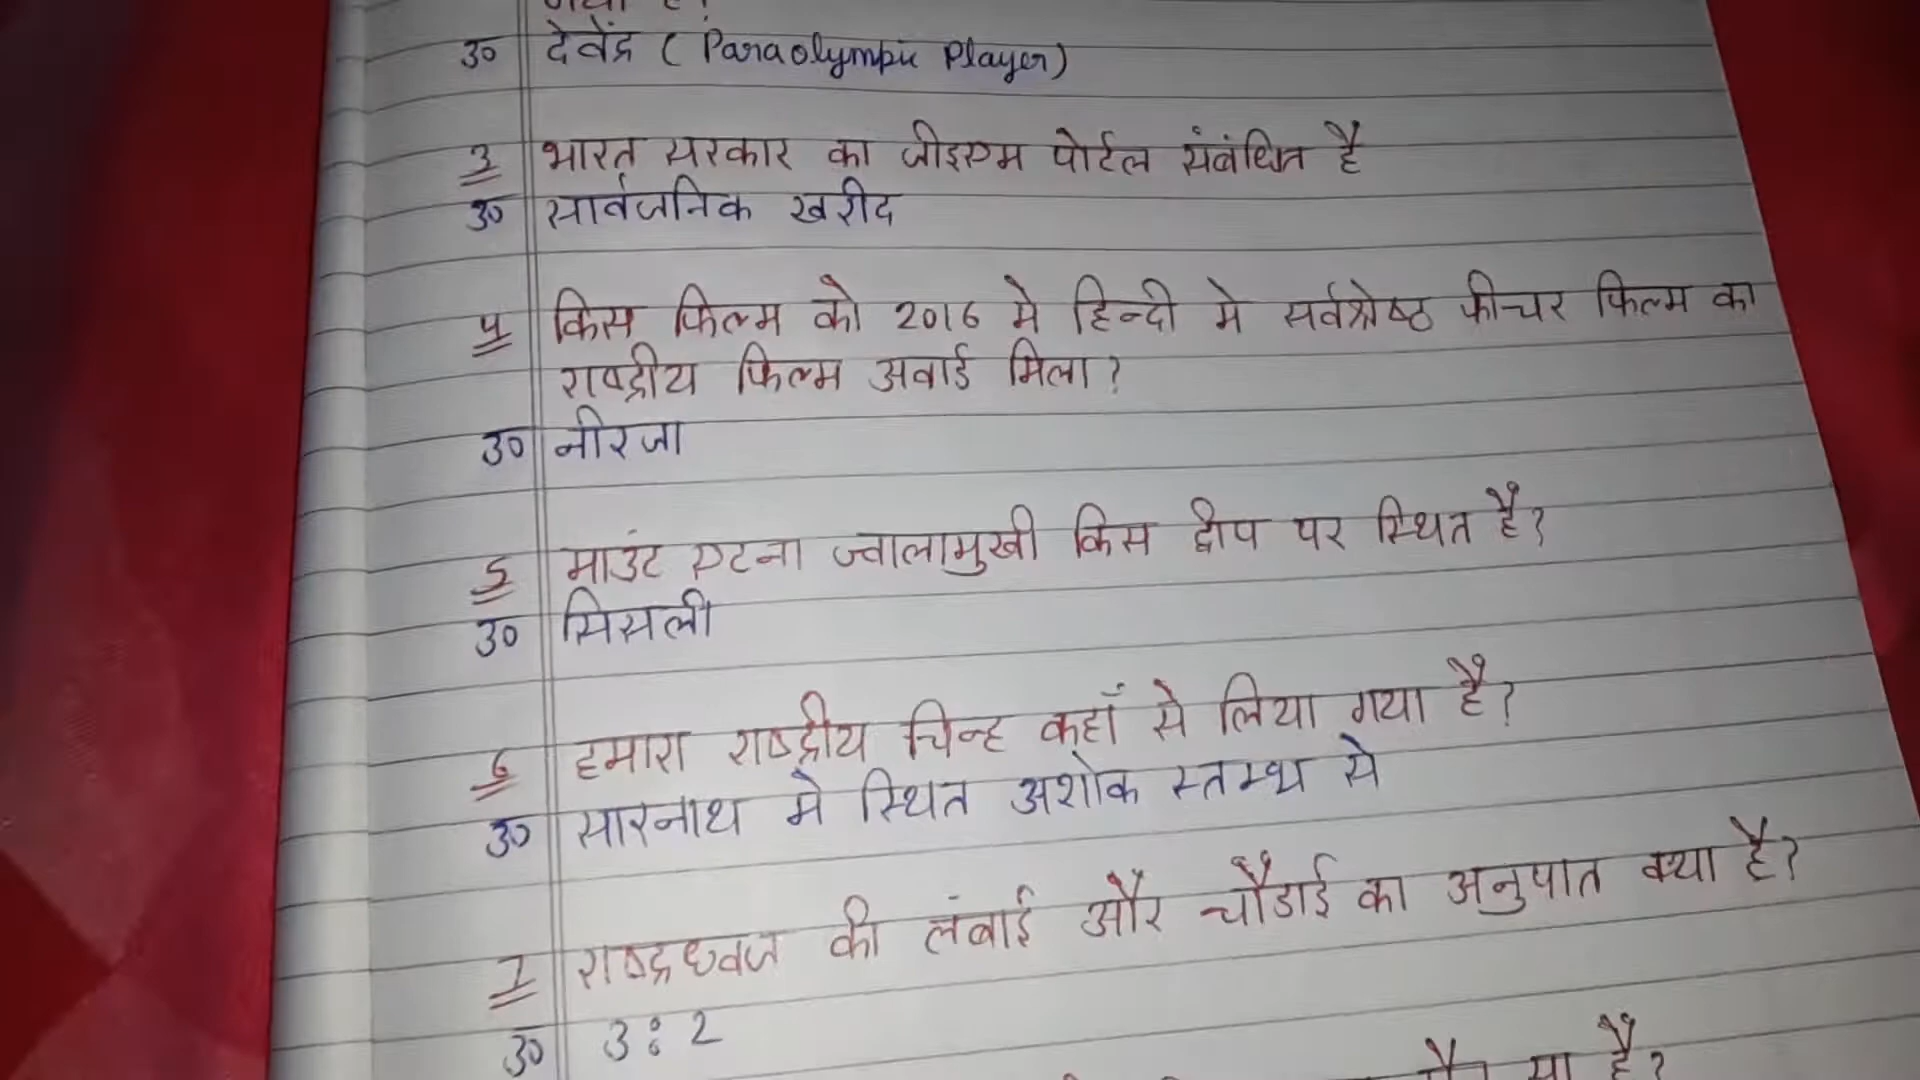 उ० देवेंद्र ( Paraolympic Player)
3 भारत सरकार का जीइएम पोर्टल संबंधित है
उ० सार्वजनिक खरीद
4 किस फिल्म को 2016 मे हिन्दी मे सर्वश्रेष्ठ फीचर फिल्म का
राष्ट्रीय फिल्म अवार्ड मिला?
उ० नीरजा
5 माउंट एटना ज्वालामुखी किस द्वीप पर स्थित है?
उ० सिसली
6 हमारा राष्ट्रीय चिन्ह कहाँ से लिया गया है?
उ० सारनाथ मे स्थित अशोक स्तम्भ से
7 राष्ट्रध्वज की लंबाई और चौडाई का अनुपात क्या है?
उ० 3:2